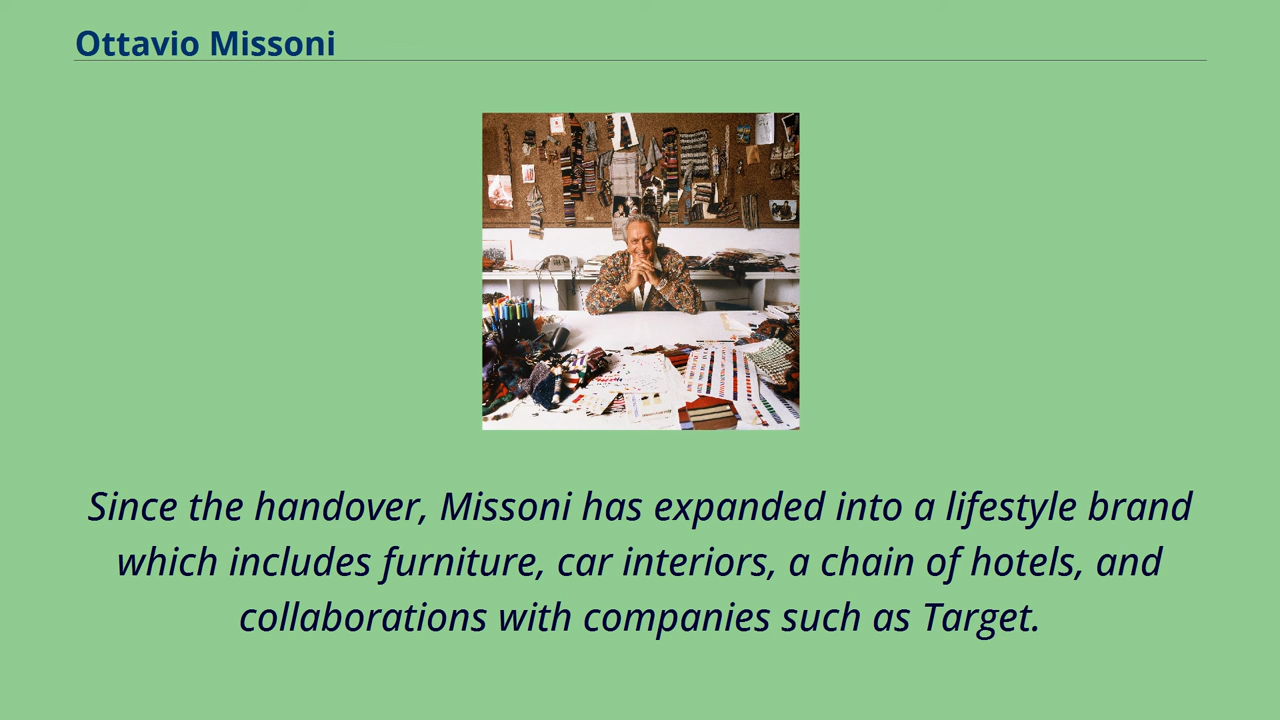 Ottavio Missoni
Since the handover, Missoni has expanded into a lifestyle brand
which includes furniture, car interiors, a chain of hotels, and
collaborations with companies such as Target.